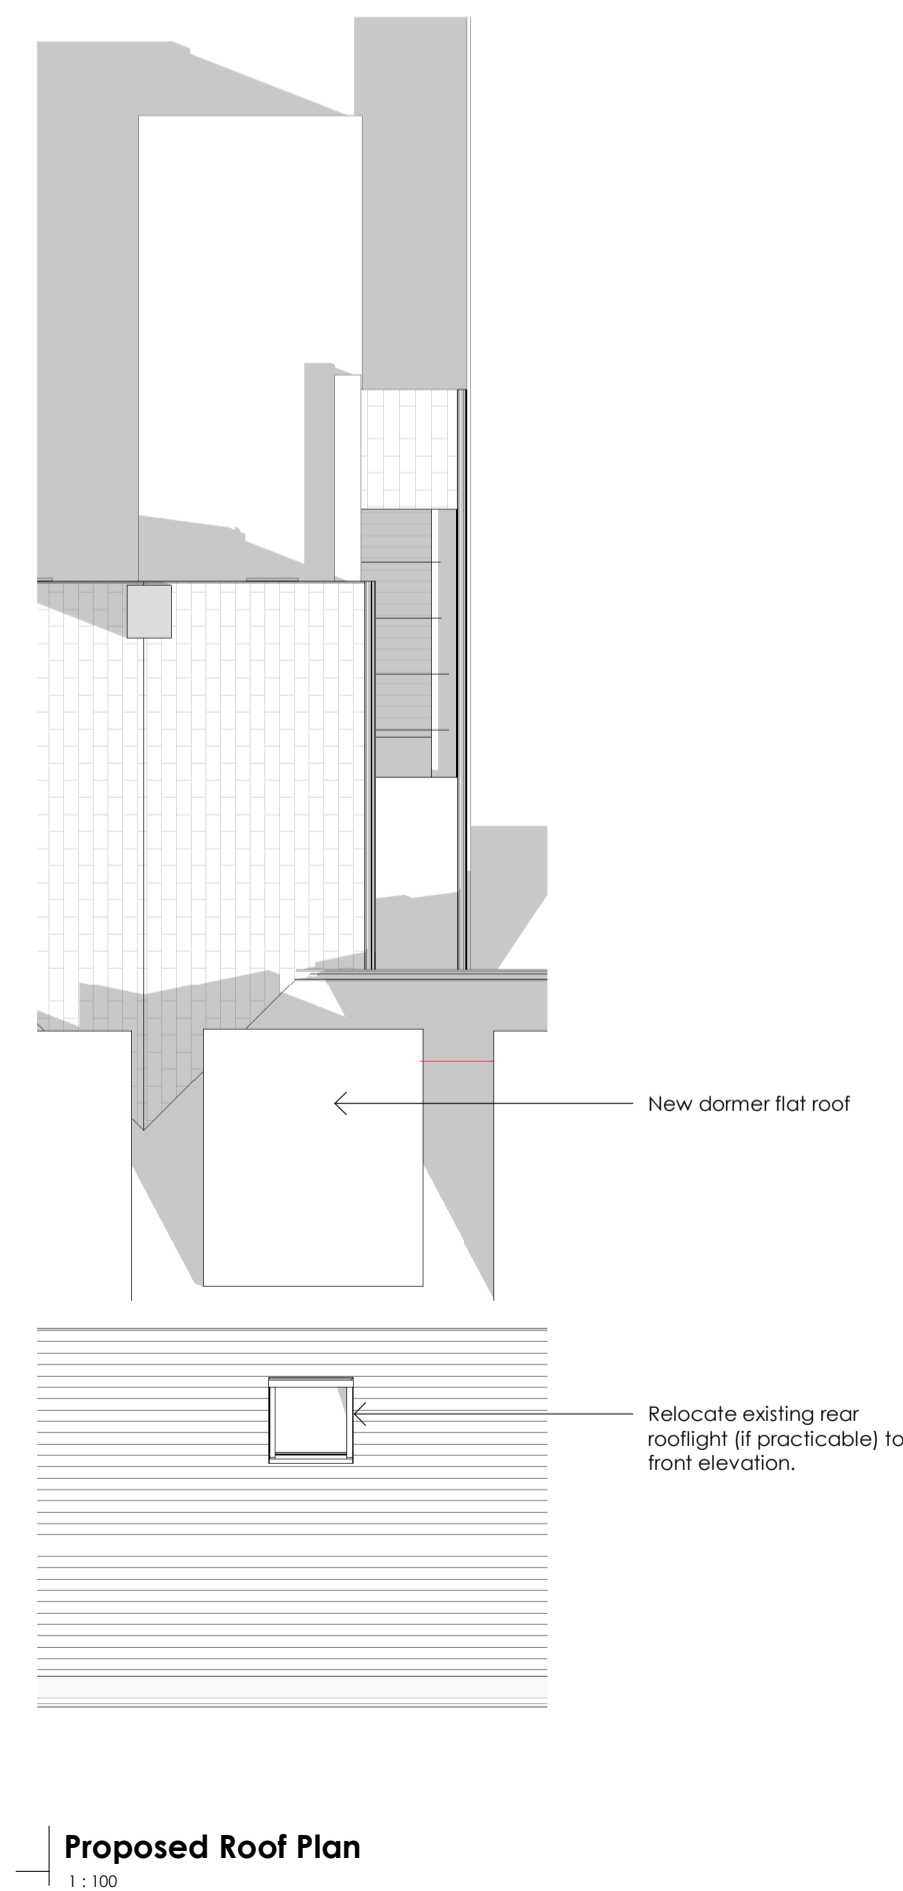 New dormer flat roof
Relocate existing rear
rooflight (if practicable) to
front elevation.
Proposed Roof Plan
1 : 100